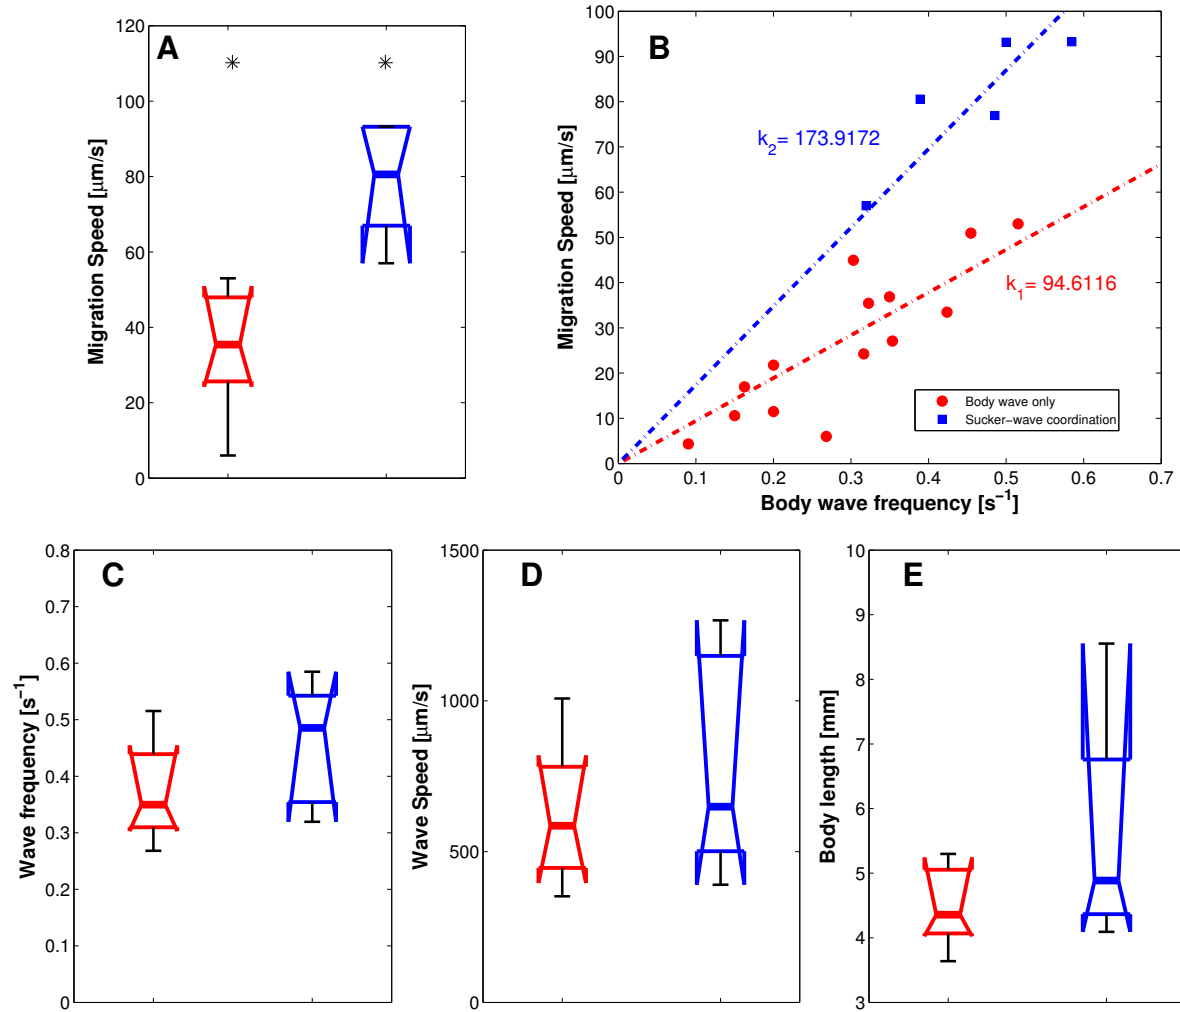 A
Migration Speed [μm/s]
120
100
80
60
40
20
0
* *
B
Migration Speed [μm/s]
100
90
80
70
60
50
40
30
20
10
0
k₂= 173.9172
k₁= 94.6116
Body wave only
Sucker−wave coordination
0 0.1 0.2 0.3 0.4 0.5 0.6 0.7
Body wave frequency [s⁻¹]
C
Wave frequency [s⁻¹]
0.8
0.7
0.6
0.5
0.4
0.3
0.2
0.1
0
D
Wave Speed [μm/s]
1500
1000
500
0
E
Body length [mm]
10
9
8
7
6
5
4
3